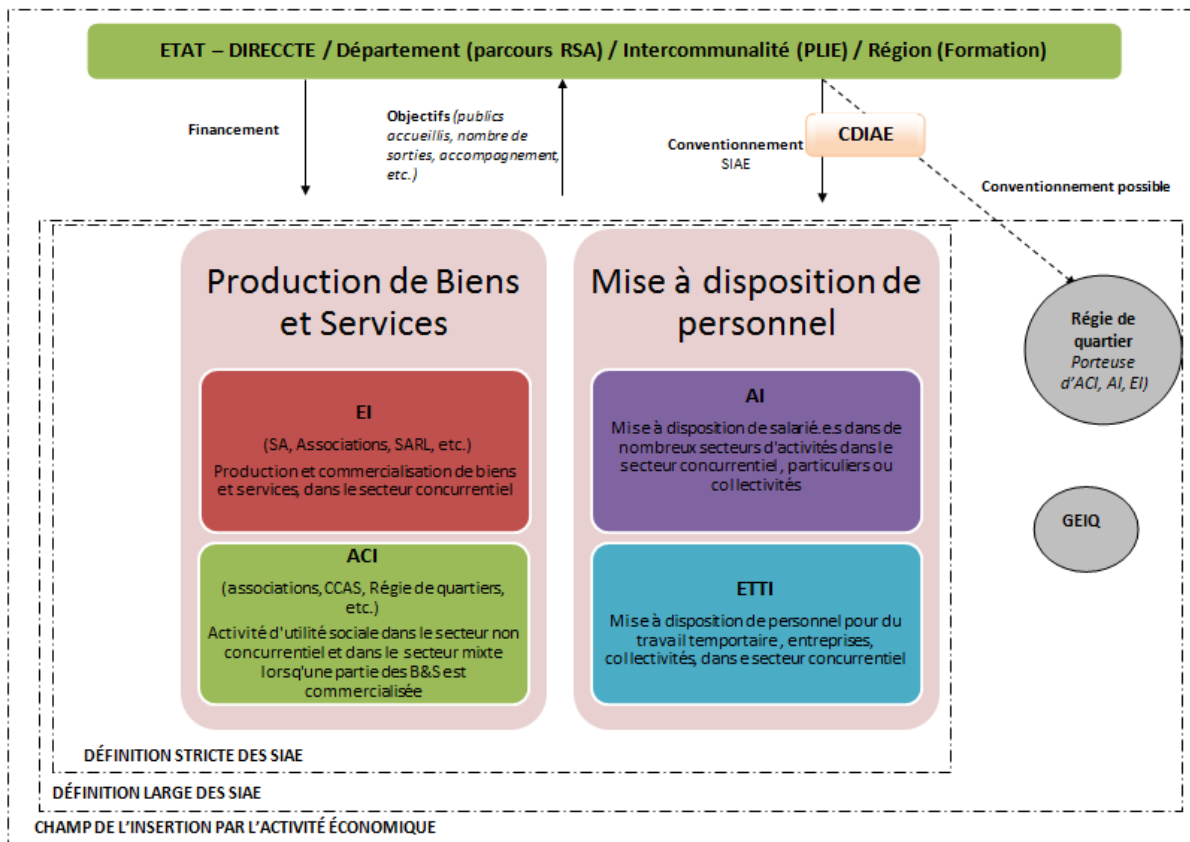 ETAT – DIRECCTE / Département (parcours RSA) / Intercommunalité (PLIE) / Région (Formation)
Financement
Objectifs (publics
accueillis, nombre de
sorties, accompagnement,
etc.)
Conventionnement
SIAE
CDIAE
Conventionnement possible
Production de Biens
et Services
EI
(SA, Associations, SARL, etc.)
Production et commercialisation de biens
et services, dans le secteur concurrentiel
ACI
(associations, CCAS, Régie de quartiers,
etc.)
Activité d'utilité sociale dans le secteur non
concurrentiel et dans le secteur mixte
lorsqu'une partie des B&S est
commercialisée
Mise à disposition de
personnel
AI
Mise à disposition de salarié.e.s dans de
nombreux secteurs d'activités dans le
secteur concurrentiel , particuliers ou
collectivités
ETTI
Mise à disposition de personnel pour du
travail temportaire , entreprises,
collectivités, dans e secteur concurrentiel
Régie de
quartier
Porteuse
d'ACI, AI, EI)
GEIQ
DÉFINITION STRICTE DES SIAE
DÉFINITION LARGE DES SIAE
CHAMP DE L'INSERTION PAR L'ACTIVITÉ ÉCONOMIQUE